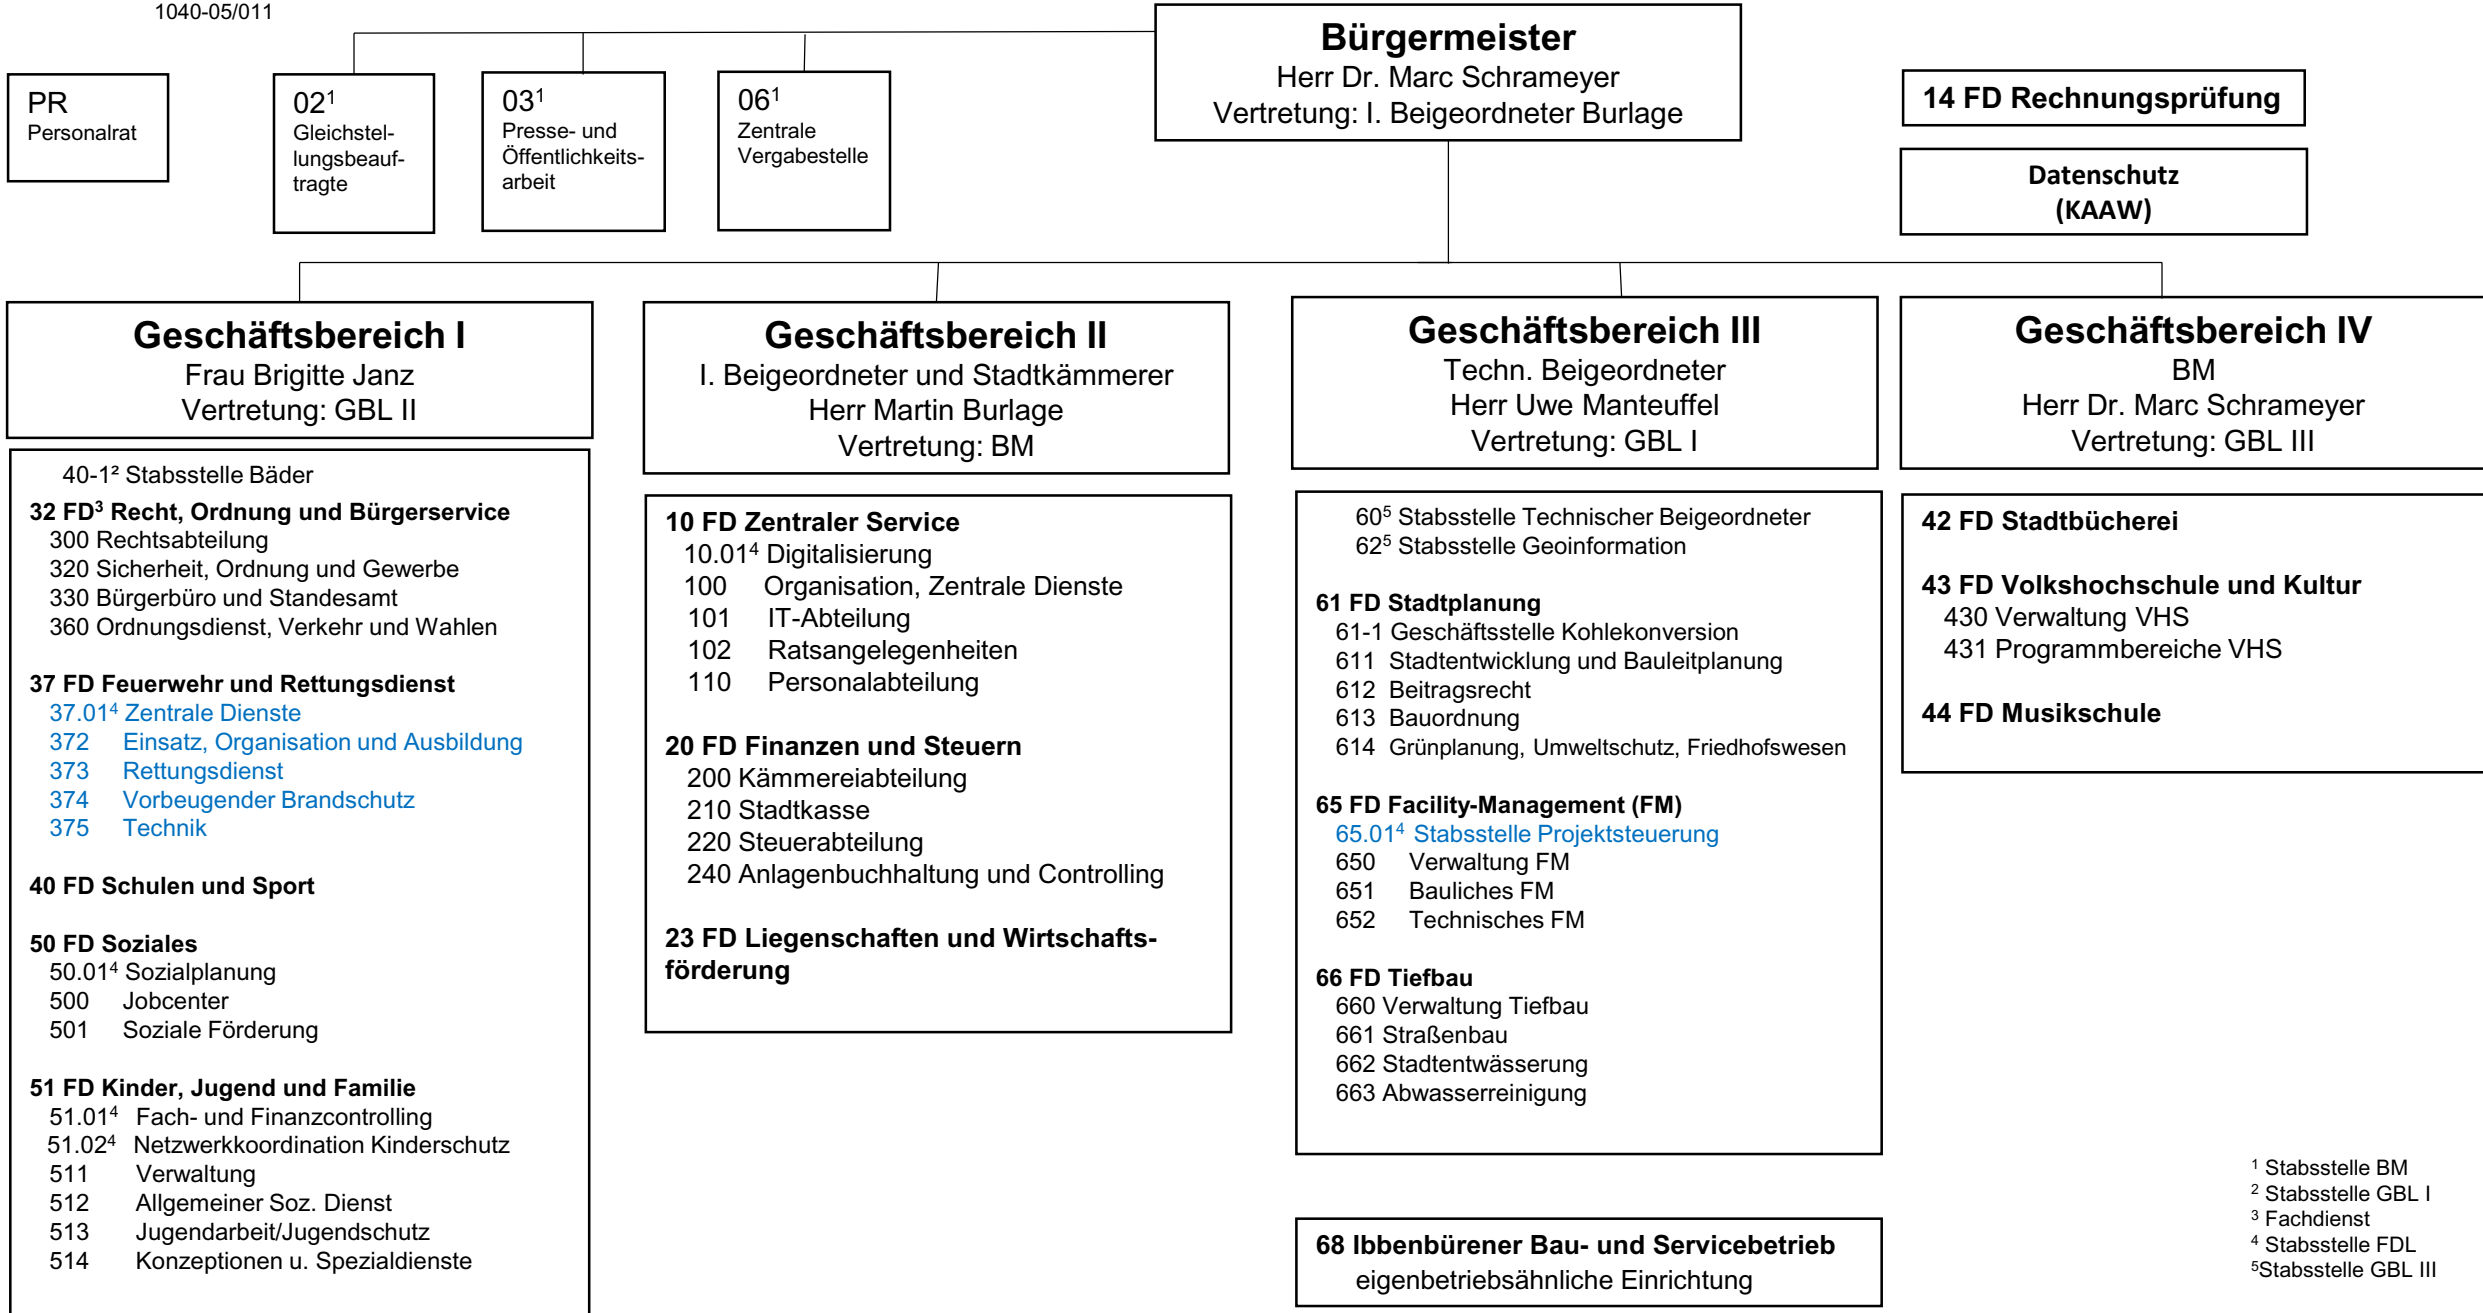 1040-05/011
Bürgermeister
Herr Dr. Marc Schrameyer
Vertretung: I. Beigeordneter Burlage
PR
Personalrat
02¹
Gleichstel-
lungsbeauf-
tragte
03¹
Presse- und
Öffentlichkeits-
arbeit
06¹
Zentrale
Vergabestelle
14 FD Rechnungsprüfung
Datenschutz
(KAAW)
Geschäftsbereich I
Frau Brigitte Janz
Vertretung: GBL II
40-1² Stabsstelle Bäder
32 FD³ Recht, Ordnung und Bürgerservice
300 Rechtsabteilung
320 Sicherheit, Ordnung und Gewerbe
330 Bürgerbüro und Standesamt
360 Ordnungsdienst, Verkehr und Wahlen
37 FD Feuerwehr und Rettungsdienst
37.01⁴ Zentrale Dienste
372 Einsatz, Organisation und Ausbildung
373 Rettungsdienst
374 Vorbeugender Brandschutz
375 Technik
40 FD Schulen und Sport
50 FD Soziales
50.01⁴ Sozialplanung
500 Jobcenter
501 Soziale Förderung
51 FD Kinder, Jugend und Familie
51.01⁴ Fach- und Finanzcontrolling
51.02⁴ Netzwerkkoordination Kinderschutz
511 Verwaltung
512 Allgemeiner Soz. Dienst
513 Jugendarbeit/Jugendschutz
514 Konzeptionen u. Spezialdienste
Geschäftsbereich II
I. Beigeordneter und Stadtkämmerer
Herr Martin Burlage
Vertretung: BM
10 FD Zentraler Service
10.01⁴ Digitalisierung
100 Organisation, Zentrale Dienste
101 IT-Abteilung
102 Ratsangelegenheiten
110 Personalabteilung
20 FD Finanzen und Steuern
200 Kämmereiabteilung
210 Stadtkasse
220 Steuerabteilung
240 Anlagenbuchhaltung und Controlling
23 FD Liegenschaften und Wirtschafts-
förderung
Geschäftsbereich III
Techn. Beigeordneter
Herr Uwe Manteuffel
Vertretung: GBL I
60⁵ Stabsstelle Technischer Beigeordneter
62⁵ Stabsstelle Geoinformation
61 FD Stadtplanung
61-1 Geschäftsstelle Kohlekonversion
611 Stadtentwicklung und Bauleitplanung
612 Beitragsrecht
613 Bauordnung
614 Grünplanung, Umweltschutz, Friedhofswesen
65 FD Facility-Management (FM)
65.01⁴ Stabsstelle Projektsteuerung
650 Verwaltung FM
651 Bauliches FM
652 Technisches FM
66 FD Tiefbau
660 Verwaltung Tiefbau
661 Straßenbau
662 Stadtentwässerung
663 Abwasserreinigung
68 Ibbenbürener Bau- und Servicebetrieb
eigenbetriebsähnliche Einrichtung
Geschäftsbereich IV
BM
Herr Dr. Marc Schrameyer
Vertretung: GBL III
42 FD Stadtbücherei
43 FD Volkshochschule und Kultur
430 Verwaltung VHS
431 Programmbereiche VHS
44 FD Musikschule
¹ Stabsstelle BM
² Stabsstelle GBL I
³ Fachdienst
⁴ Stabsstelle FDL
⁵Stabsstelle GBL III